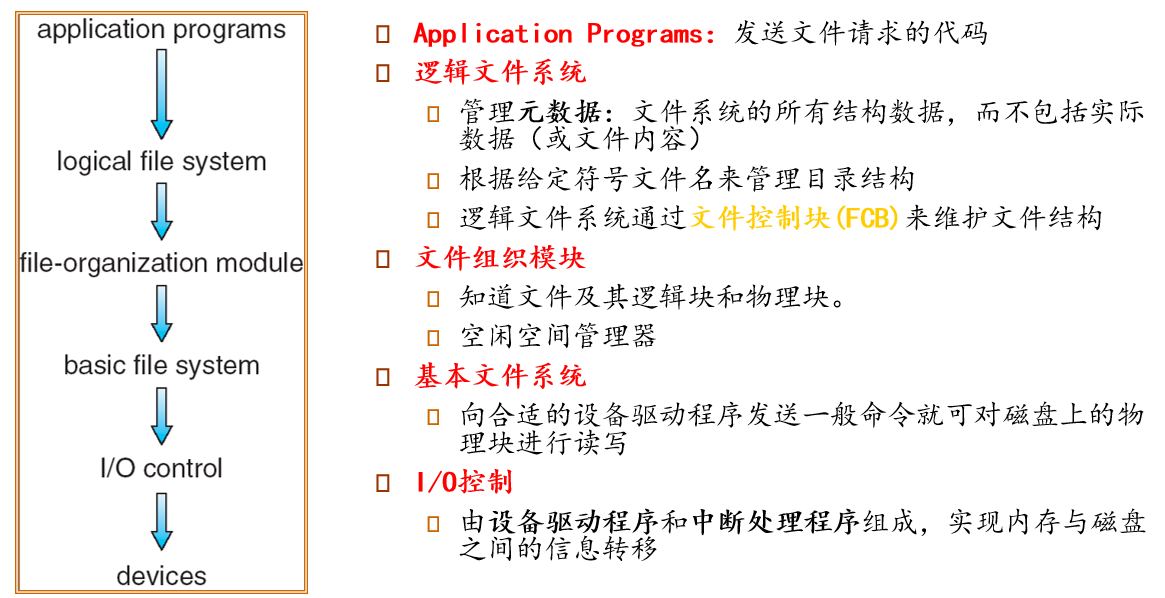 application programs
logical file system
file-organization module
basic file system
I/O control
devices
Application Programs: 发送文件请求的代码
逻辑文件系统
管理元数据：文件系统的所有结构数据，而不包括实际
数据（或文件内容）
根据给定符号文件名来管理目录结构
逻辑文件系统通过文件控制块(FCB)来维护文件结构
文件组织模块
知道文件及其逻辑块和物理块。
空闲空间管理器
基本文件系统
向合适的设备驱动程序发送一般命令就可对磁盘上的物
理块进行读写
I/O控制
由设备驱动程序和中断处理程序组成，实现内存与磁盘
之间的信息转移